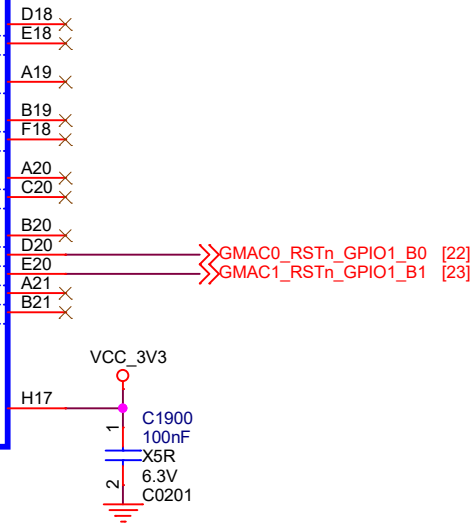 D18
E18
A19
B19
F18
A20
C20
B20
D20 GMAC0_RSTn_GPIO1_B0 [22]
E20 GMAC1_RSTn_GPIO1_B1 [23]
A21
B21
VCC_3V3
H17
C1900
1 100nF
X5R
2 6.3V
C0201